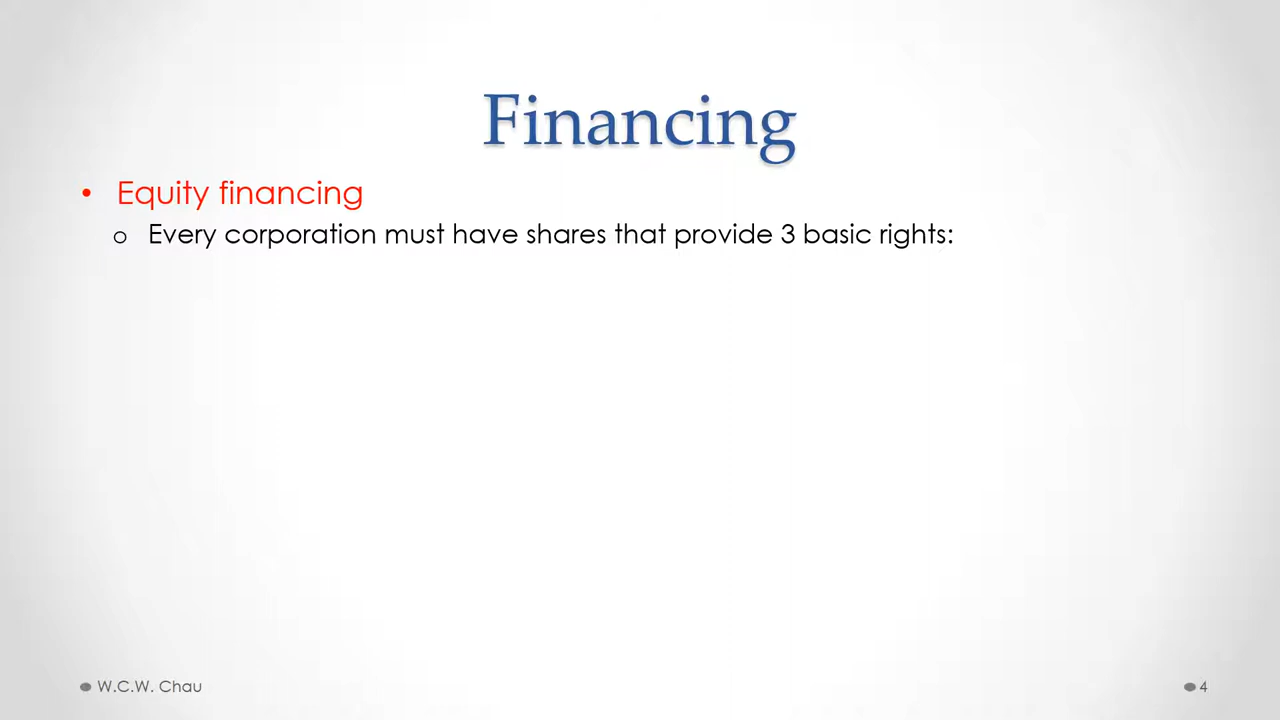 Financing
• Equity financing
o Every corporation must have shares that provide 3 basic rights:
W.C.W. Chau
4